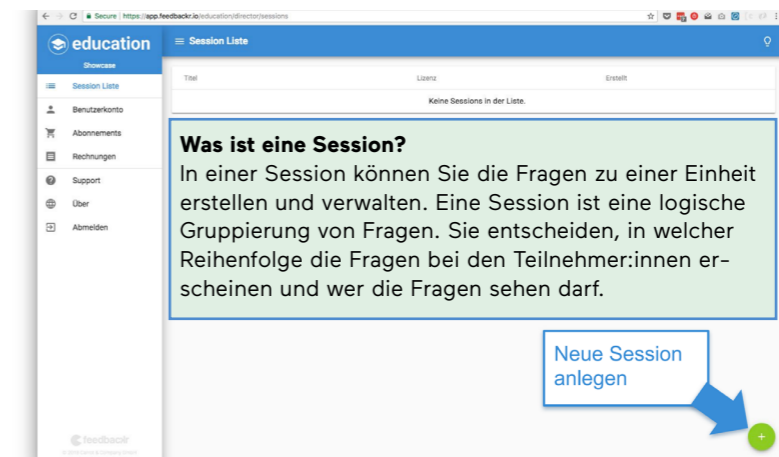 Secure | https://app.feedbackr.io/education/director/sessions
education
Session Liste
Showcase
Session Liste
Benutzerkonto
Abonnements
Rechnungen
Support
Über
Abmelden
Titel Lizenz Erstellt
Keine Sessions in der Liste.
Was ist eine Session?
In einer Session können Sie die Fragen zu einer Einheit
erstellen und verwalten. Eine Session ist eine logische
Gruppierung von Fragen. Sie entscheiden, in welcher
Reihenfolge die Fragen bei den Teilnehmer:innen er-
scheinen und wer die Fragen sehen darf.
Neue Session
anlegen
+
feedbackr